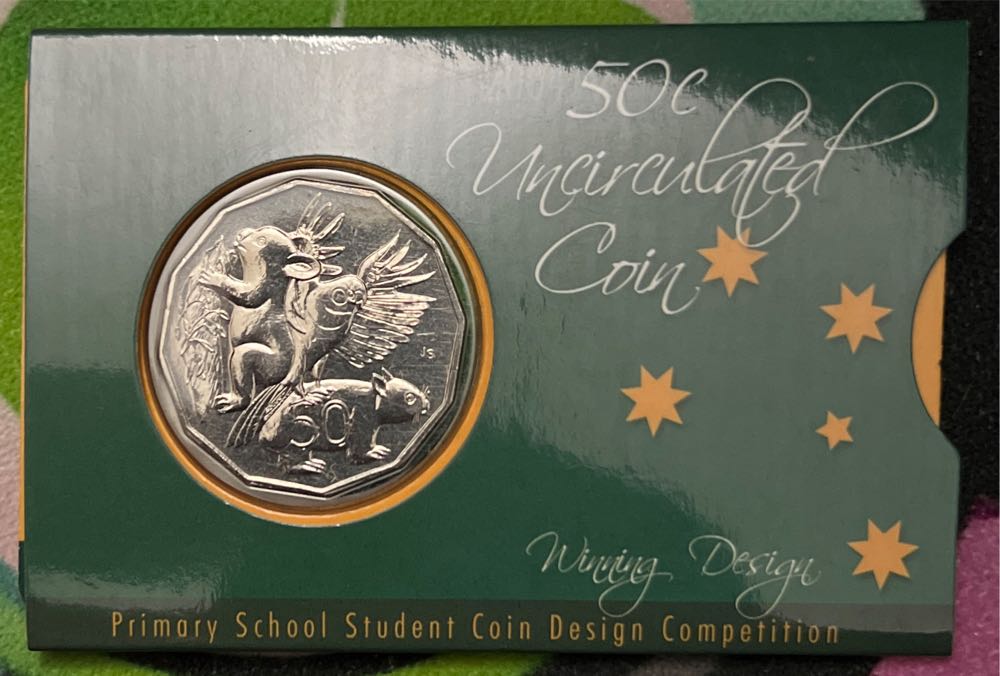 50c
Uncirculated
Coin
JS
50
Winning Design
Primary School Student Coin Design Competition